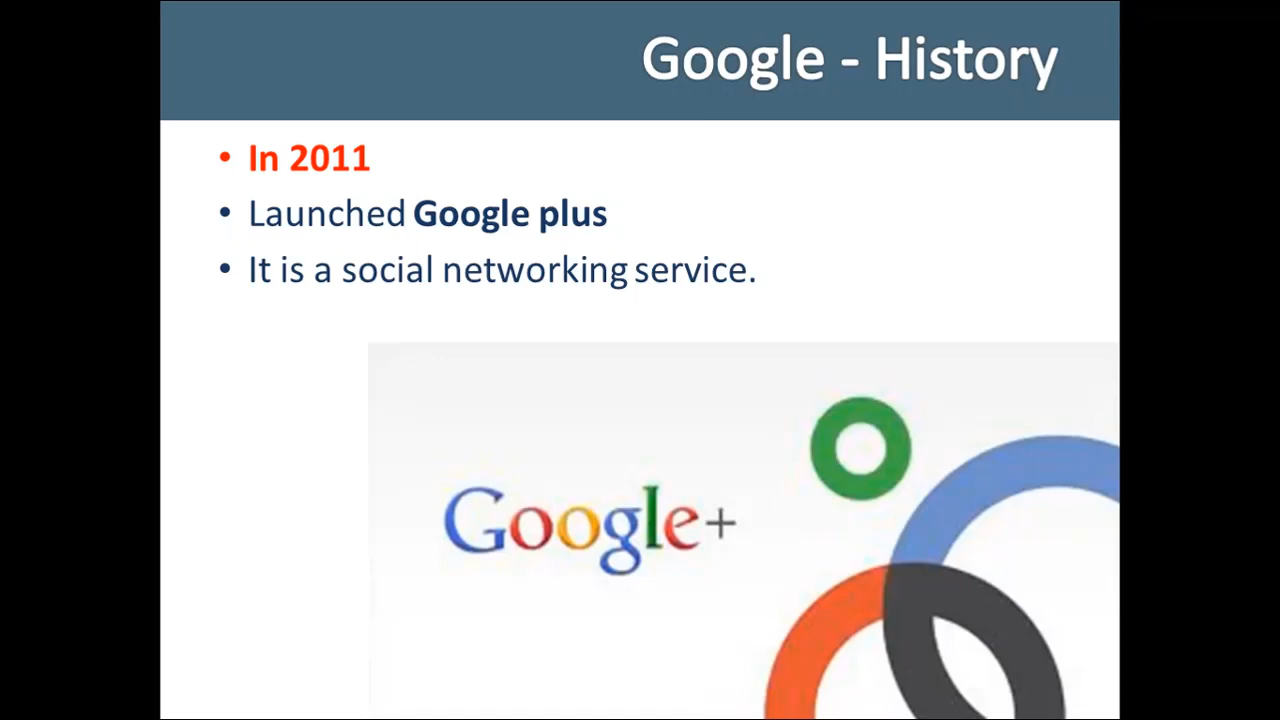 Google - History
• In 2011
• Launched Google plus
• It is a social networking service.
Google+